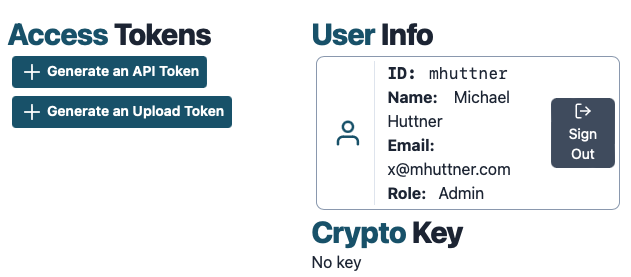 Access Tokens
Generate an API Token
Generate an Upload Token
User Info
ID: mhuttner
Name: Michael
Huttner
Email:
x@mhuttner.com
Role: Admin
Sign
Out
Crypto Key
No key